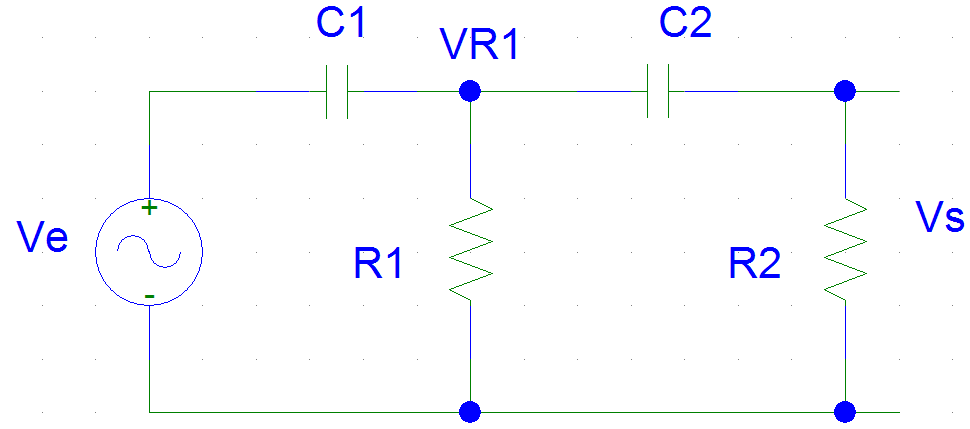 C1
VR1
C2
+
Ve
-
R1
R2
Vs